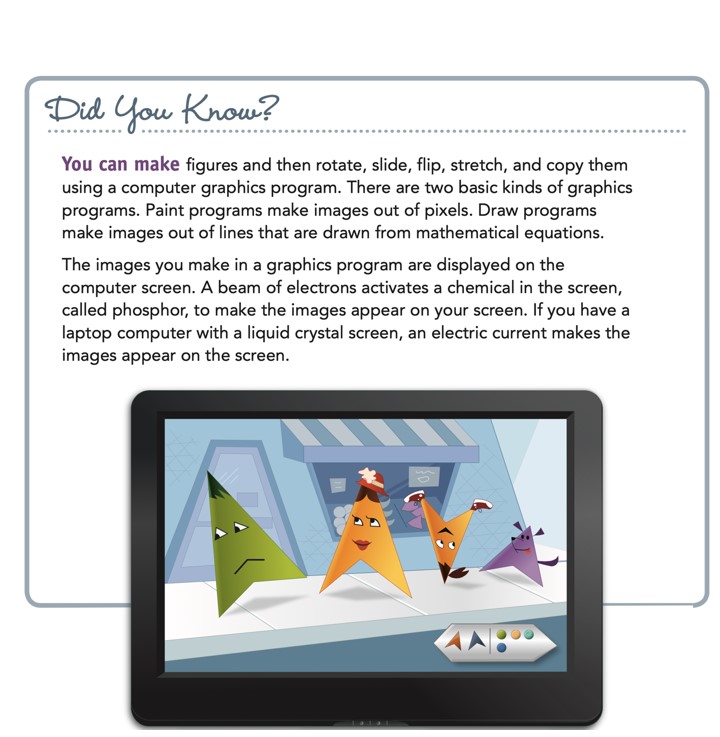 Did You Know?
You can make figures and then rotate, slide, flip, stretch, and copy them
using a computer graphics program. There are two basic kinds of graphics
programs. Paint programs make images out of pixels. Draw programs
make images out of lines that are drawn from mathematical equations.
The images you make in a graphics program are displayed on the
computer screen. A beam of electrons activates a chemical in the screen,
called phosphor, to make the images appear on your screen. If you have a
laptop computer with a liquid crystal screen, an electric current makes the
images appear on the screen.